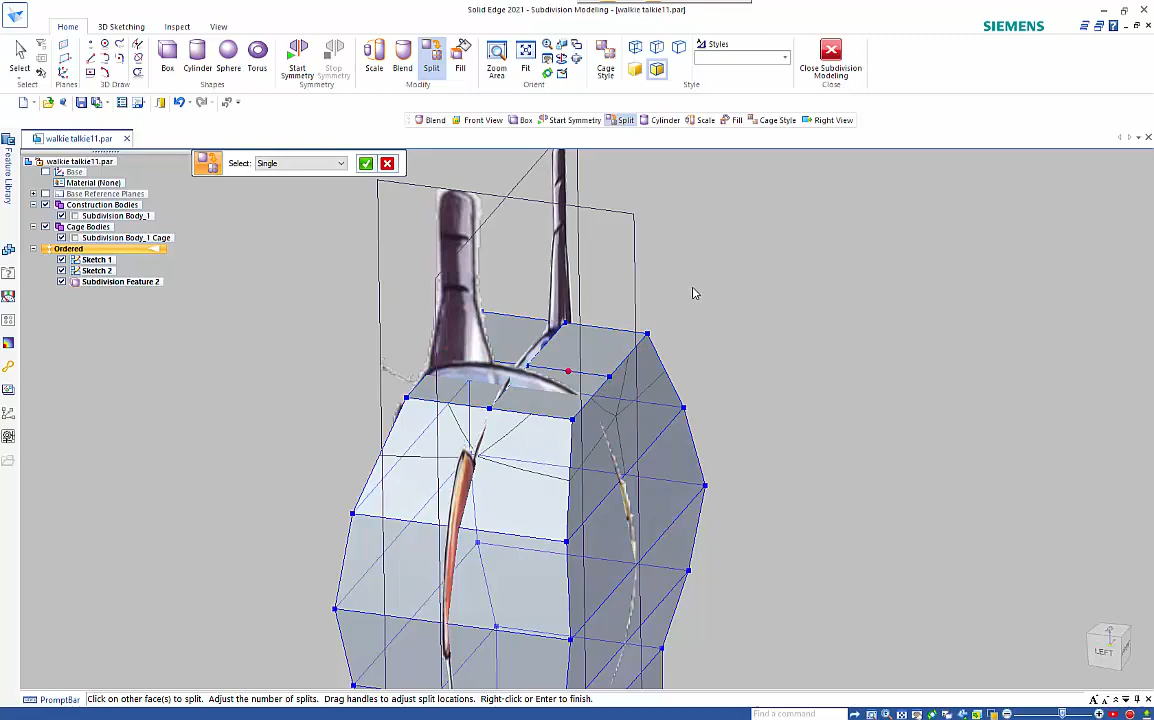 Solid Edge 2021 - Subdivision Modeling - [walkie talkie11.par]
Home 3D Sketching Inspect View
SIEMENS
Styles
Select Box Cylinder Sphere Torus Start Symmetry Stop Symmetry Scale Blend Split Fill Zoom Area Fit Cage Style Close Subdivision Modeling
Select Planes 3D Draw Shapes Symmetry Modify Orient Style Close
Blend Front View Box Start Symmetry Split Cylinder Scale Fill Cage Style Right View
walkie talkie11.par
Feature Library
walkie talkie11.par
Select: Single
Base
Material (None)
Base Reference Planes
Construction Bodies
Subdivision Body_1
Cage Bodies
Subdivision Body_1 Cage
Ordered
Sketch 1
Sketch 2
Subdivision Feature 2
LEFT
PromptBar Click on other face(s) to split. Adjust the number of splits. Drag handles to adjust split locations. Right-click or Enter to finish.
Find a command